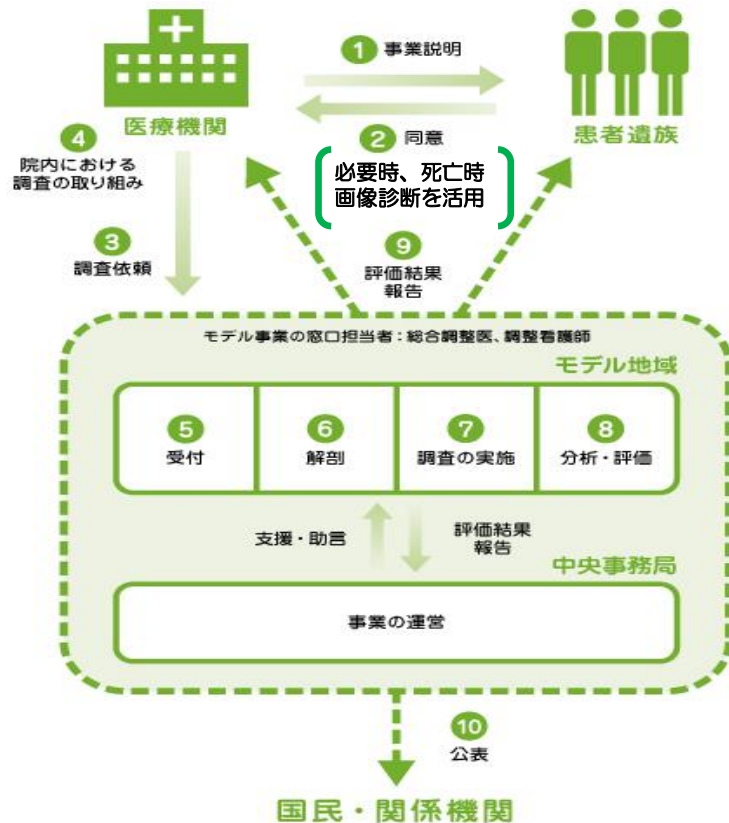 1 事業説明
医療機関
患者遺族
2 同意
必要時、死亡時
画像診断を活用
4
院内における
調査の取り組み
3
調査依頼
9
評価結果
報告
モデル事業の窓口担当者：総合調整医、調整看護師
モデル地域
5
受付
6
解剖
7
調査の実施
8
分析・評価
支援・助言
評価結果
報告
中央事務局
事業の運営
10
公表
国民・関係機関